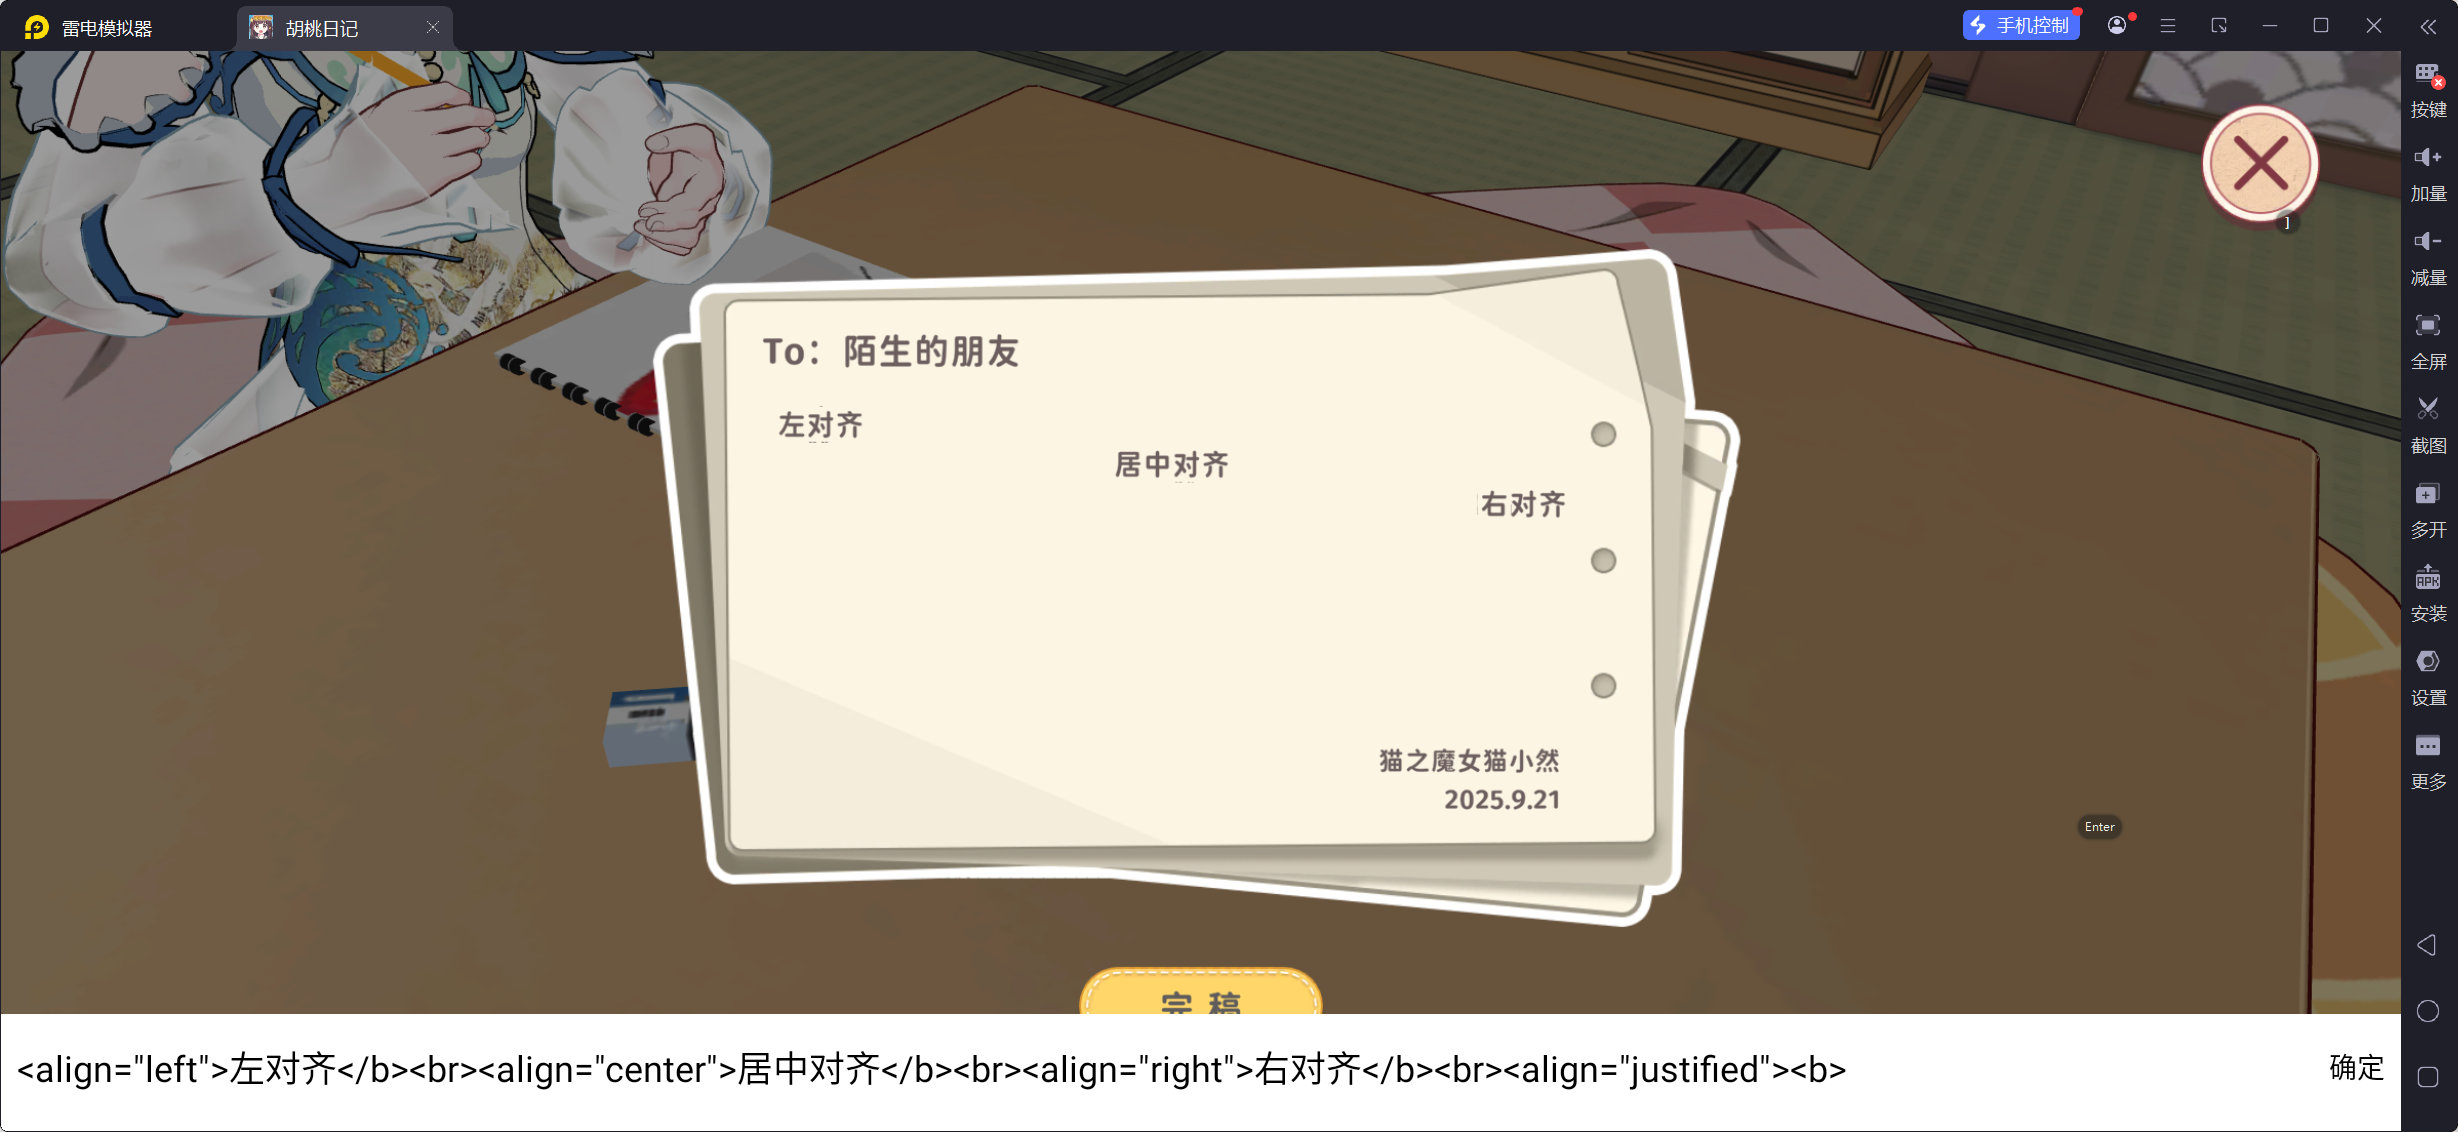 雷电模拟器
胡桃日记
手机控制
按键
加量
减量
全屏
截图
多开
APK
安装
设置
更多
]
To：陌生的朋友
左对齐
居中对齐
右对齐
猫之魔女猫小然
2025.9.21
Enter
完稿
<align="left">左对齐</b><br><align="center">居中对齐</b><br><align="right">右对齐</b><br><align="justified"><b>
确定